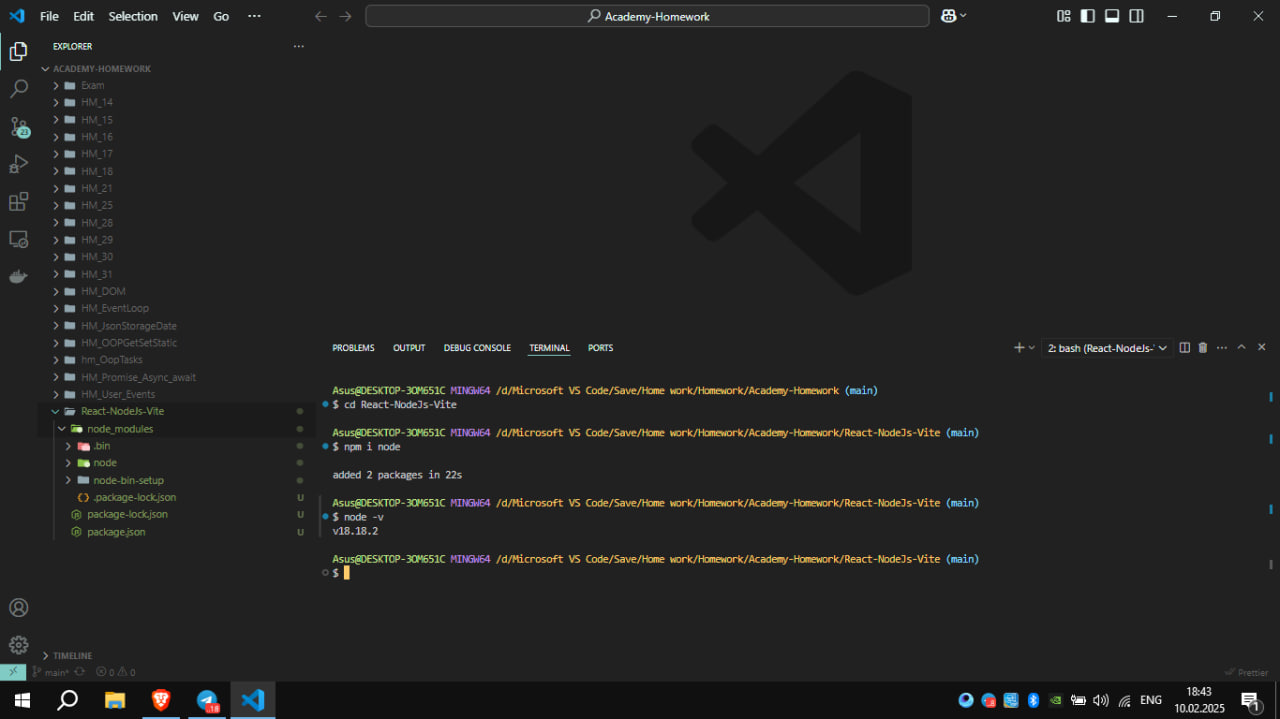 File Edit Selection View Go ···
Academy-Homework
EXPLORER
ACADEMY-HOMEWORK
Exam
HM_14
HM_15
HM_16
HM_17
HM_18
HM_21
HM_25
HM_28
HM_29
HM_30
HM_31
HM_DOM
HM_EventLoop
HM_JsonStorageDate
HM_OOPGetSetStatic
hm_OopTasks
HM_Promise_Async_await
HM_User_Events
React-NodeJs-Vite
node_modules
.bin
node
node-bin-setup
.package-lock.json U
package-lock.json U
package.json U
TIMELINE
23
PROBLEMS OUTPUT DEBUG CONSOLE TERMINAL PORTS
2: bash (React-NodeJs-
Asus@DESKTOP-3OM651C MINGW64 /d/Microsoft VS Code/Save/Home work/Homework/Academy-Homework (main)
$ cd React-NodeJs-Vite
Asus@DESKTOP-3OM651C MINGW64 /d/Microsoft VS Code/Save/Home work/Homework/Academy-Homework/React-NodeJs-Vite (main)
$ npm i node
added 2 packages in 22s
Asus@DESKTOP-3OM651C MINGW64 /d/Microsoft VS Code/Save/Home work/Homework/Academy-Homework/React-NodeJs-Vite (main)
$ node -v
v18.18.2
Asus@DESKTOP-3OM651C MINGW64 /d/Microsoft VS Code/Save/Home work/Homework/Academy-Homework/React-NodeJs-Vite (main)
$
main* 0 0
Prettier
18
ENG
18:43
10.02.2025
1